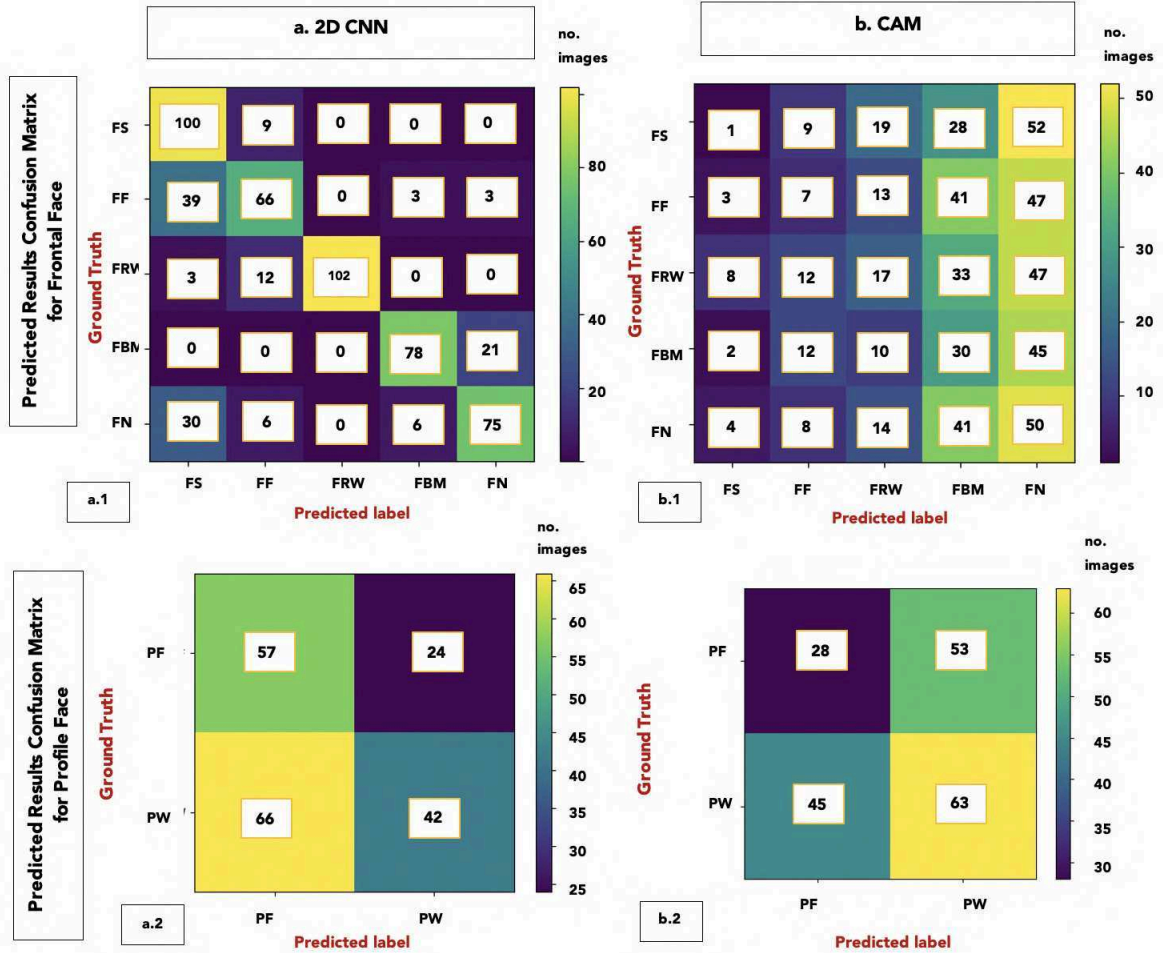 a. 2D CNN
b. CAM
no.
images
no.
images
Predicted Results Confusion Matrix
for Frontal Face
Ground Truth
FS 100 9 0 0 0
FF 39 66 0 3 3
FRW 3 12 102 0 0
FBM 0 0 0 78 21
FN 30 6 0 6 75
FS FF FRW FBM FN
Predicted label
a.1
80
60
40
20
Ground Truth
FS 1 9 19 28 52
FF 3 7 13 41 47
FRW 8 12 17 33 47
FBM 2 12 10 30 45
FN 4 8 14 41 50
FS FF FRW FBM FN
Predicted label
b.1
50
40
30
20
10
Predicted Results Confusion Matrix
for Profile Face
no.
images
Ground Truth
PF 57 24
PW 66 42
PF PW
Predicted label
a.2
65
60
55
50
45
40
35
30
25
no.
images
Ground Truth
PF 28 53
PW 45 63
PF PW
Predicted label
b.2
60
55
50
45
40
35
30